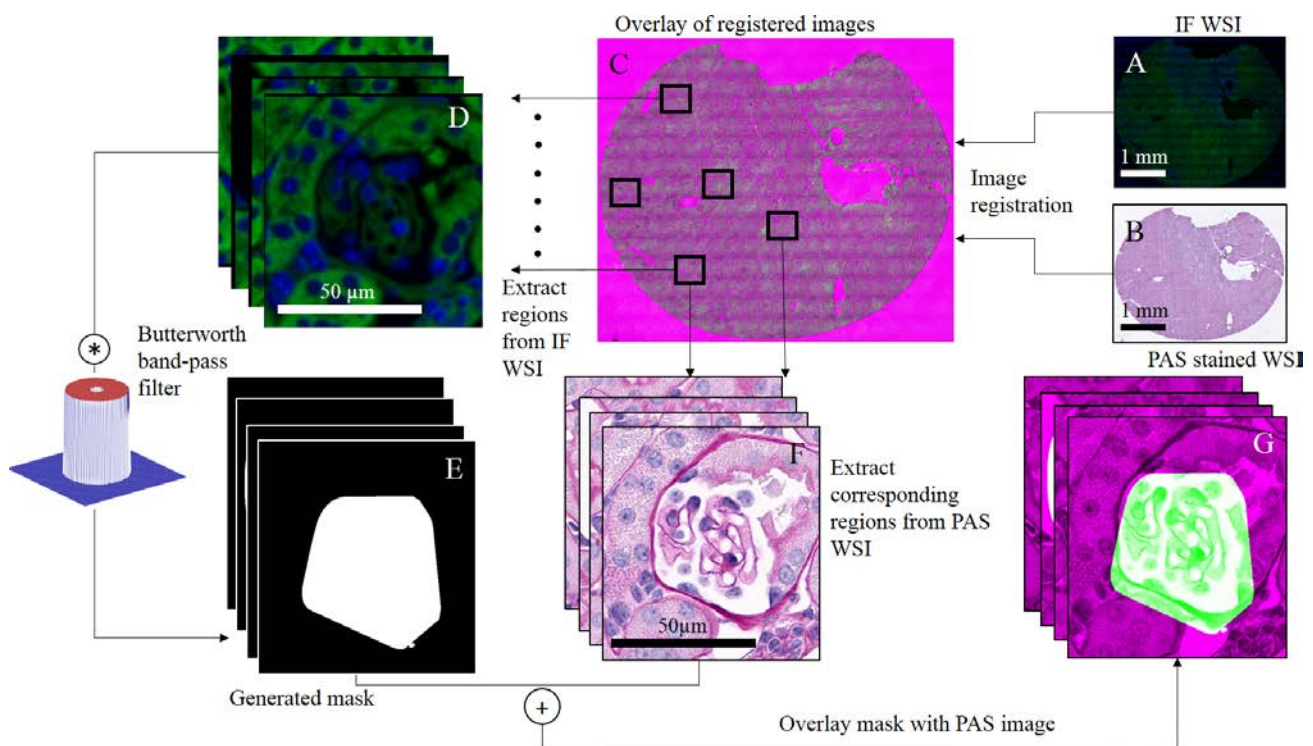 Overlay of registered images
IF WSI
A
1 mm
C
D
50 µm
Image
registration
B
1 mm
PAS stained WSI
Extract
regions
from IF
WSI
*
Butterworth
band-pass
filter
E
Generated mask
F
50µm
Extract
corresponding
regions from PAS
WSI
G
+
Overlay mask with PAS image